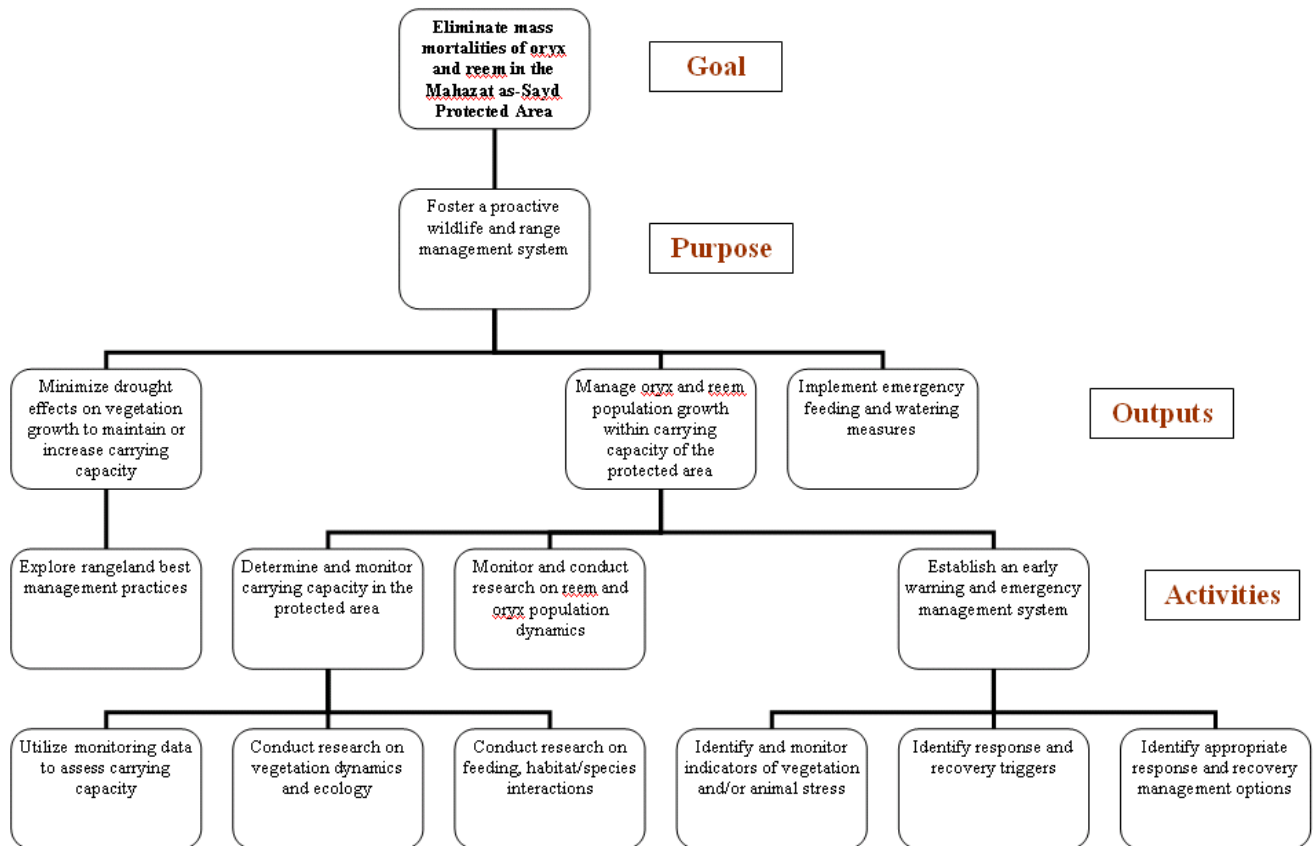 Eliminate mass
mortalities of oryx
and reem in the
Mahazat as-Sayd
Protected Area
Goal
Foster a proactive
wildlife and range
management system
Purpose
Minimize drought
effects on vegetation
growth to maintain or
increase carrying
capacity
Manage oryx and reem
population growth
within carrying
capacity of the
protected area
Implement emergency
feeding and watering
measures
Outputs
Explore rangeland best
management practices
Determine and monitor
carrying capacity in the
protected area
Monitor and conduct
research on reem and
oryx population
dynamics
Establish an early
warning and emergency
management system
Activities
Utilize monitoring data
to assess carrying
capacity
Conduct research on
vegetation dynamics
and ecology
Conduct research on
feeding, habitat/species
interactions
Identify and monitor
indicators of vegetation
and/or animal stress
Identify response and
recovery triggers
Identify appropriate
response and recovery
management options